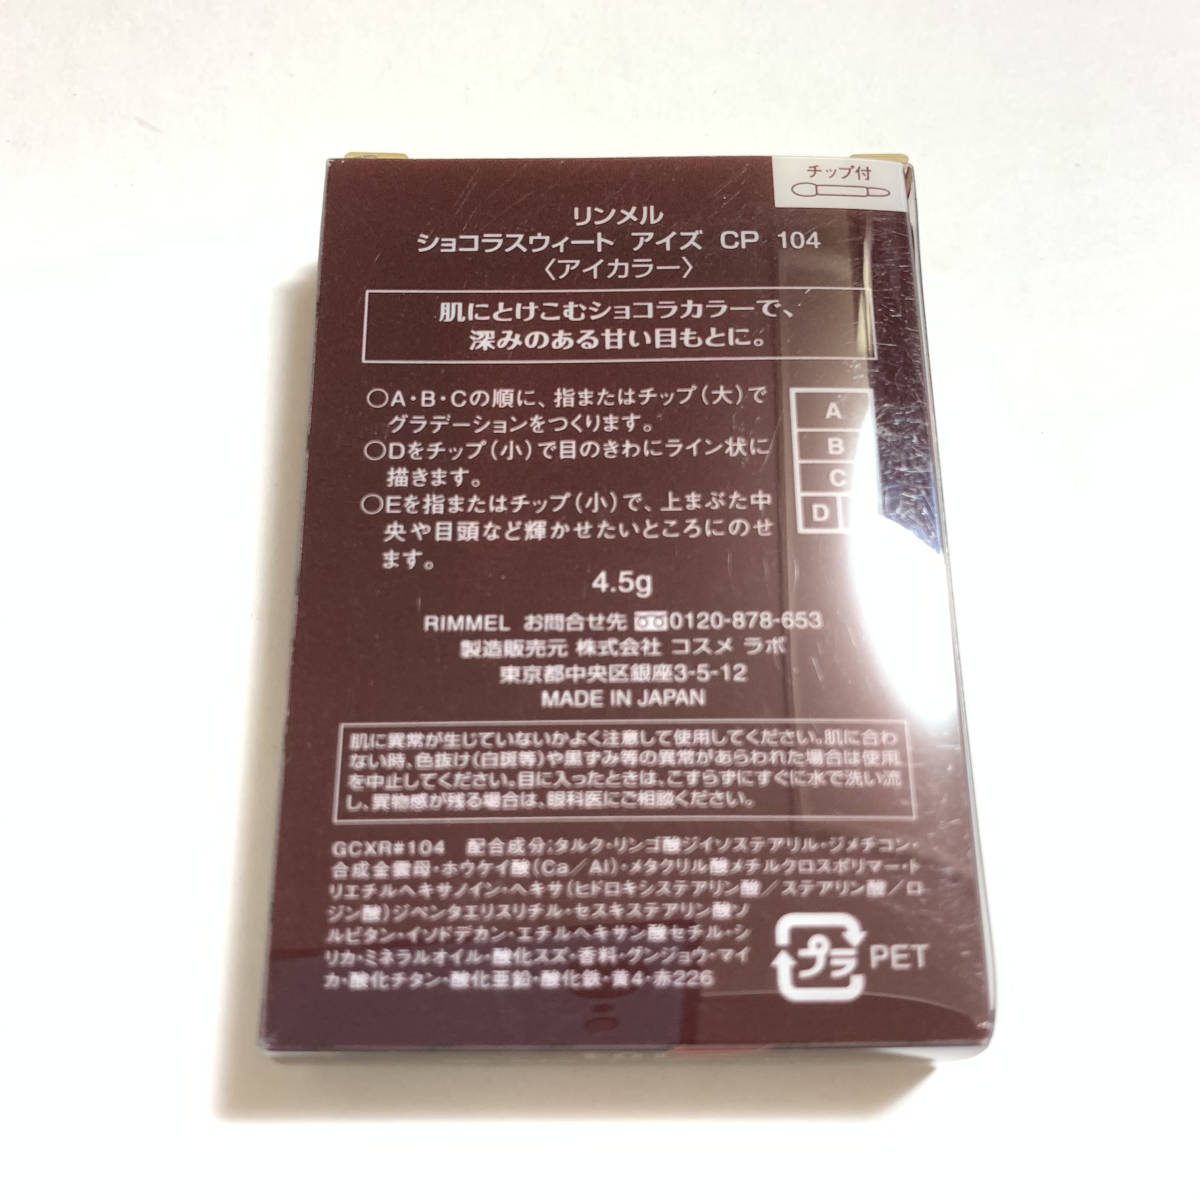 チップ付
リンメル
ショコラスウィート アイズ CP 104
〈アイカラー〉
肌にとけこむショコラカラーで、
深みのある甘い目もとに。
○A・B・Cの順に、指またはチップ(大)で
グラデーションをつくります。
○Dをチップ(小)で目のきわにライン状に
描きます。
○Eを指またはチップ(小)で、上まぶた中
央や目頭など輝かせたいところにのせ
ます。
A
B
C
D
4.5g
RIMMEL お問合せ先 0120-878-653
製造販売元 株式会社 コスメ ラボ
東京都中央区銀座3-5-12
MADE IN JAPAN
肌に異常が生じていないかよく注意して使用してください。肌に合わ
ない時、色抜け(白斑等)や黒ずみ等の異常があらわれた場合は使用
を中止してください。目に入ったときは、こすらずにすぐに水で洗い流
し、異物感が残る場合は、眼科医にご相談ください。
GCXR#104 配合成分:タルク・リンゴ酸ジイソステアリル・ジメチコン・
合成金雲母・ホウケイ酸(Ca/Al)・メタクリル酸メチルクロスポリマー・ト
リエチルヘキサノイン・ヘキサ(ヒドロキシステアリン酸/ステアリン酸/ロ
ジン酸)ジペンタエリスリチル・セスキステアリン酸ソ
ルビタン・イソドデカン・エチルヘキサン酸セチル・シ
リカ・ミネラルオイル・酸化スズ・香料・グンジョウ・マイ
カ・酸化チタン・酸化亜鉛・酸化鉄・黄4・赤226
プラ PET